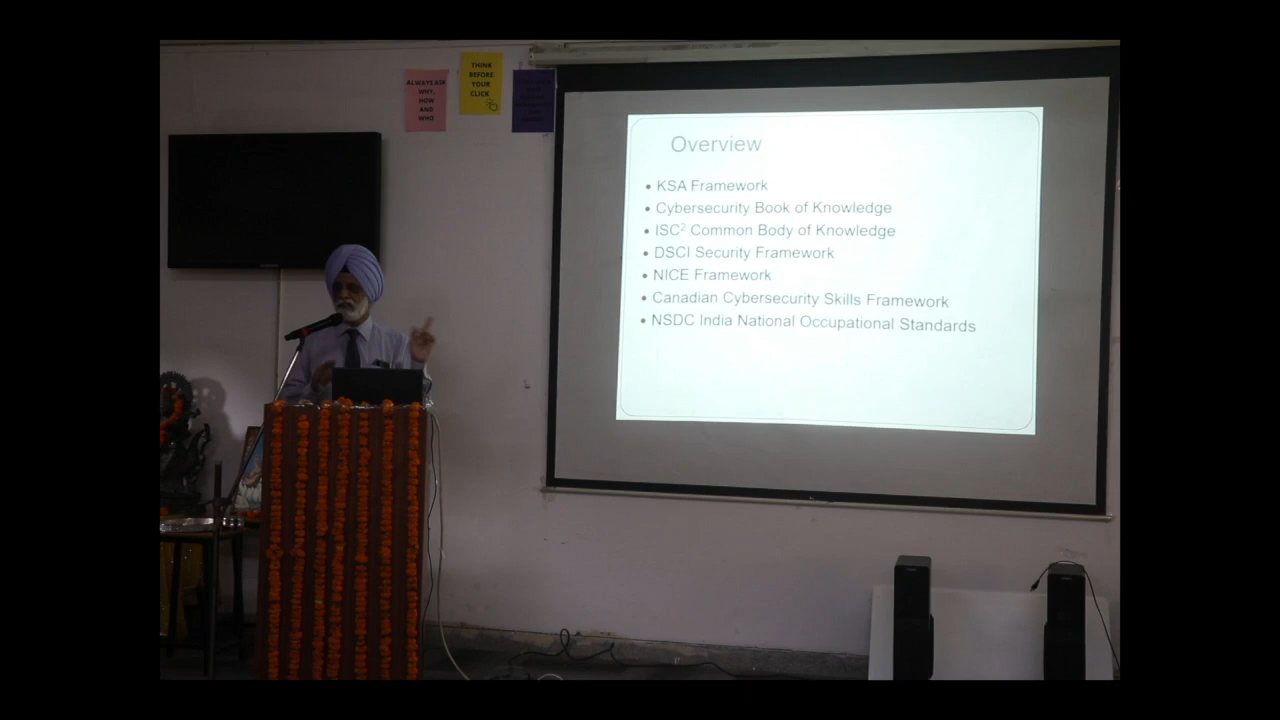 ALWAYS ASK
WHY,
HOW
AND
WHO
THINK
BEFORE
YOUR
CLICK
Overview
• KSA Framework
• Cybersecurity Book of Knowledge
• ISC² Common Body of Knowledge
• DSCI Security Framework
• NICE Framework
• Canadian Cybersecurity Skills Framework
• NSDC India National Occupational Standards